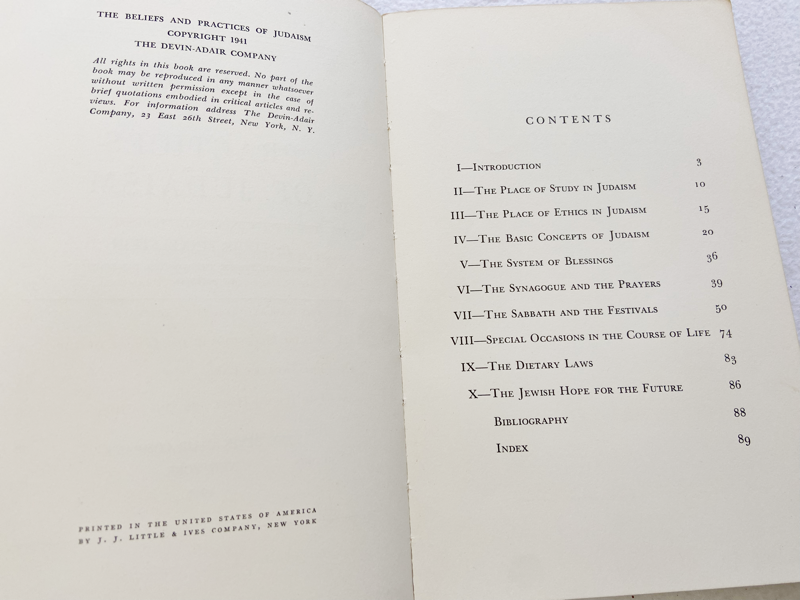 THE BELIEFS AND PRACTICES OF JUDAISM
COPYRIGHT 1941
THE DEVIN-ADAIR COMPANY
All rights in this book are reserved. No part of the
book may be reproduced in any manner whatsoever
without written permission except in the case of
brief quotations embodied in critical articles and re-
views. For information address The Devin-Adair
Company, 23 East 26th Street, New York, N. Y.
PRINTED IN THE UNITED STATES OF AMERICA
BY J. J. LITTLE & IVES COMPANY, NEW YORK
CONTENTS
I—Introduction 3
II—The Place of Study in Judaism 10
III—The Place of Ethics in Judaism 15
IV—The Basic Concepts of Judaism 20
V—The System of Blessings 36
VI—The Synagogue and the Prayers 39
VII—The Sabbath and the Festivals 50
VIII—Special Occasions in the Course of Life 74
IX—The Dietary Laws 83
X—The Jewish Hope for the Future 86
Bibliography 88
Index 89